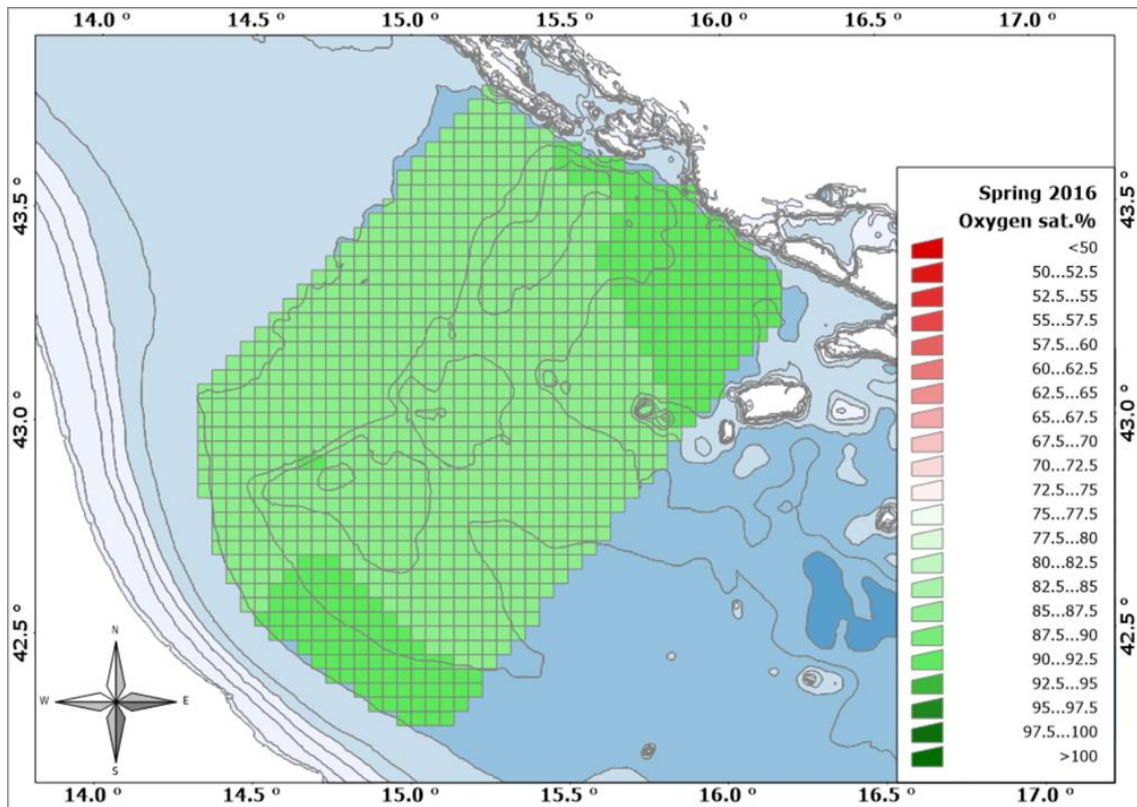 14.0 º 14.5 º 15.0 º 15.5 º 16.0 º 16.5 º 17.0 º
43.5 º
43.0 º
42.5 º
Spring 2016
Oxygen sat.%
<50
50...52.5
52.5...55
55...57.5
57.5...60
60...62.5
62.5...65
65...67.5
67.5...70
70...72.5
72.5...75
75...77.5
77.5...80
80...82.5
82.5...85
85...87.5
87.5...90
90...92.5
92.5...95
95...97.5
97.5...100
>100
43.5 º
43.0 º
42.5 º
N
W E
S
14.0 º 14.5 º 15.0 º 15.5 º 16.0 º 16.5 º 17.0 º